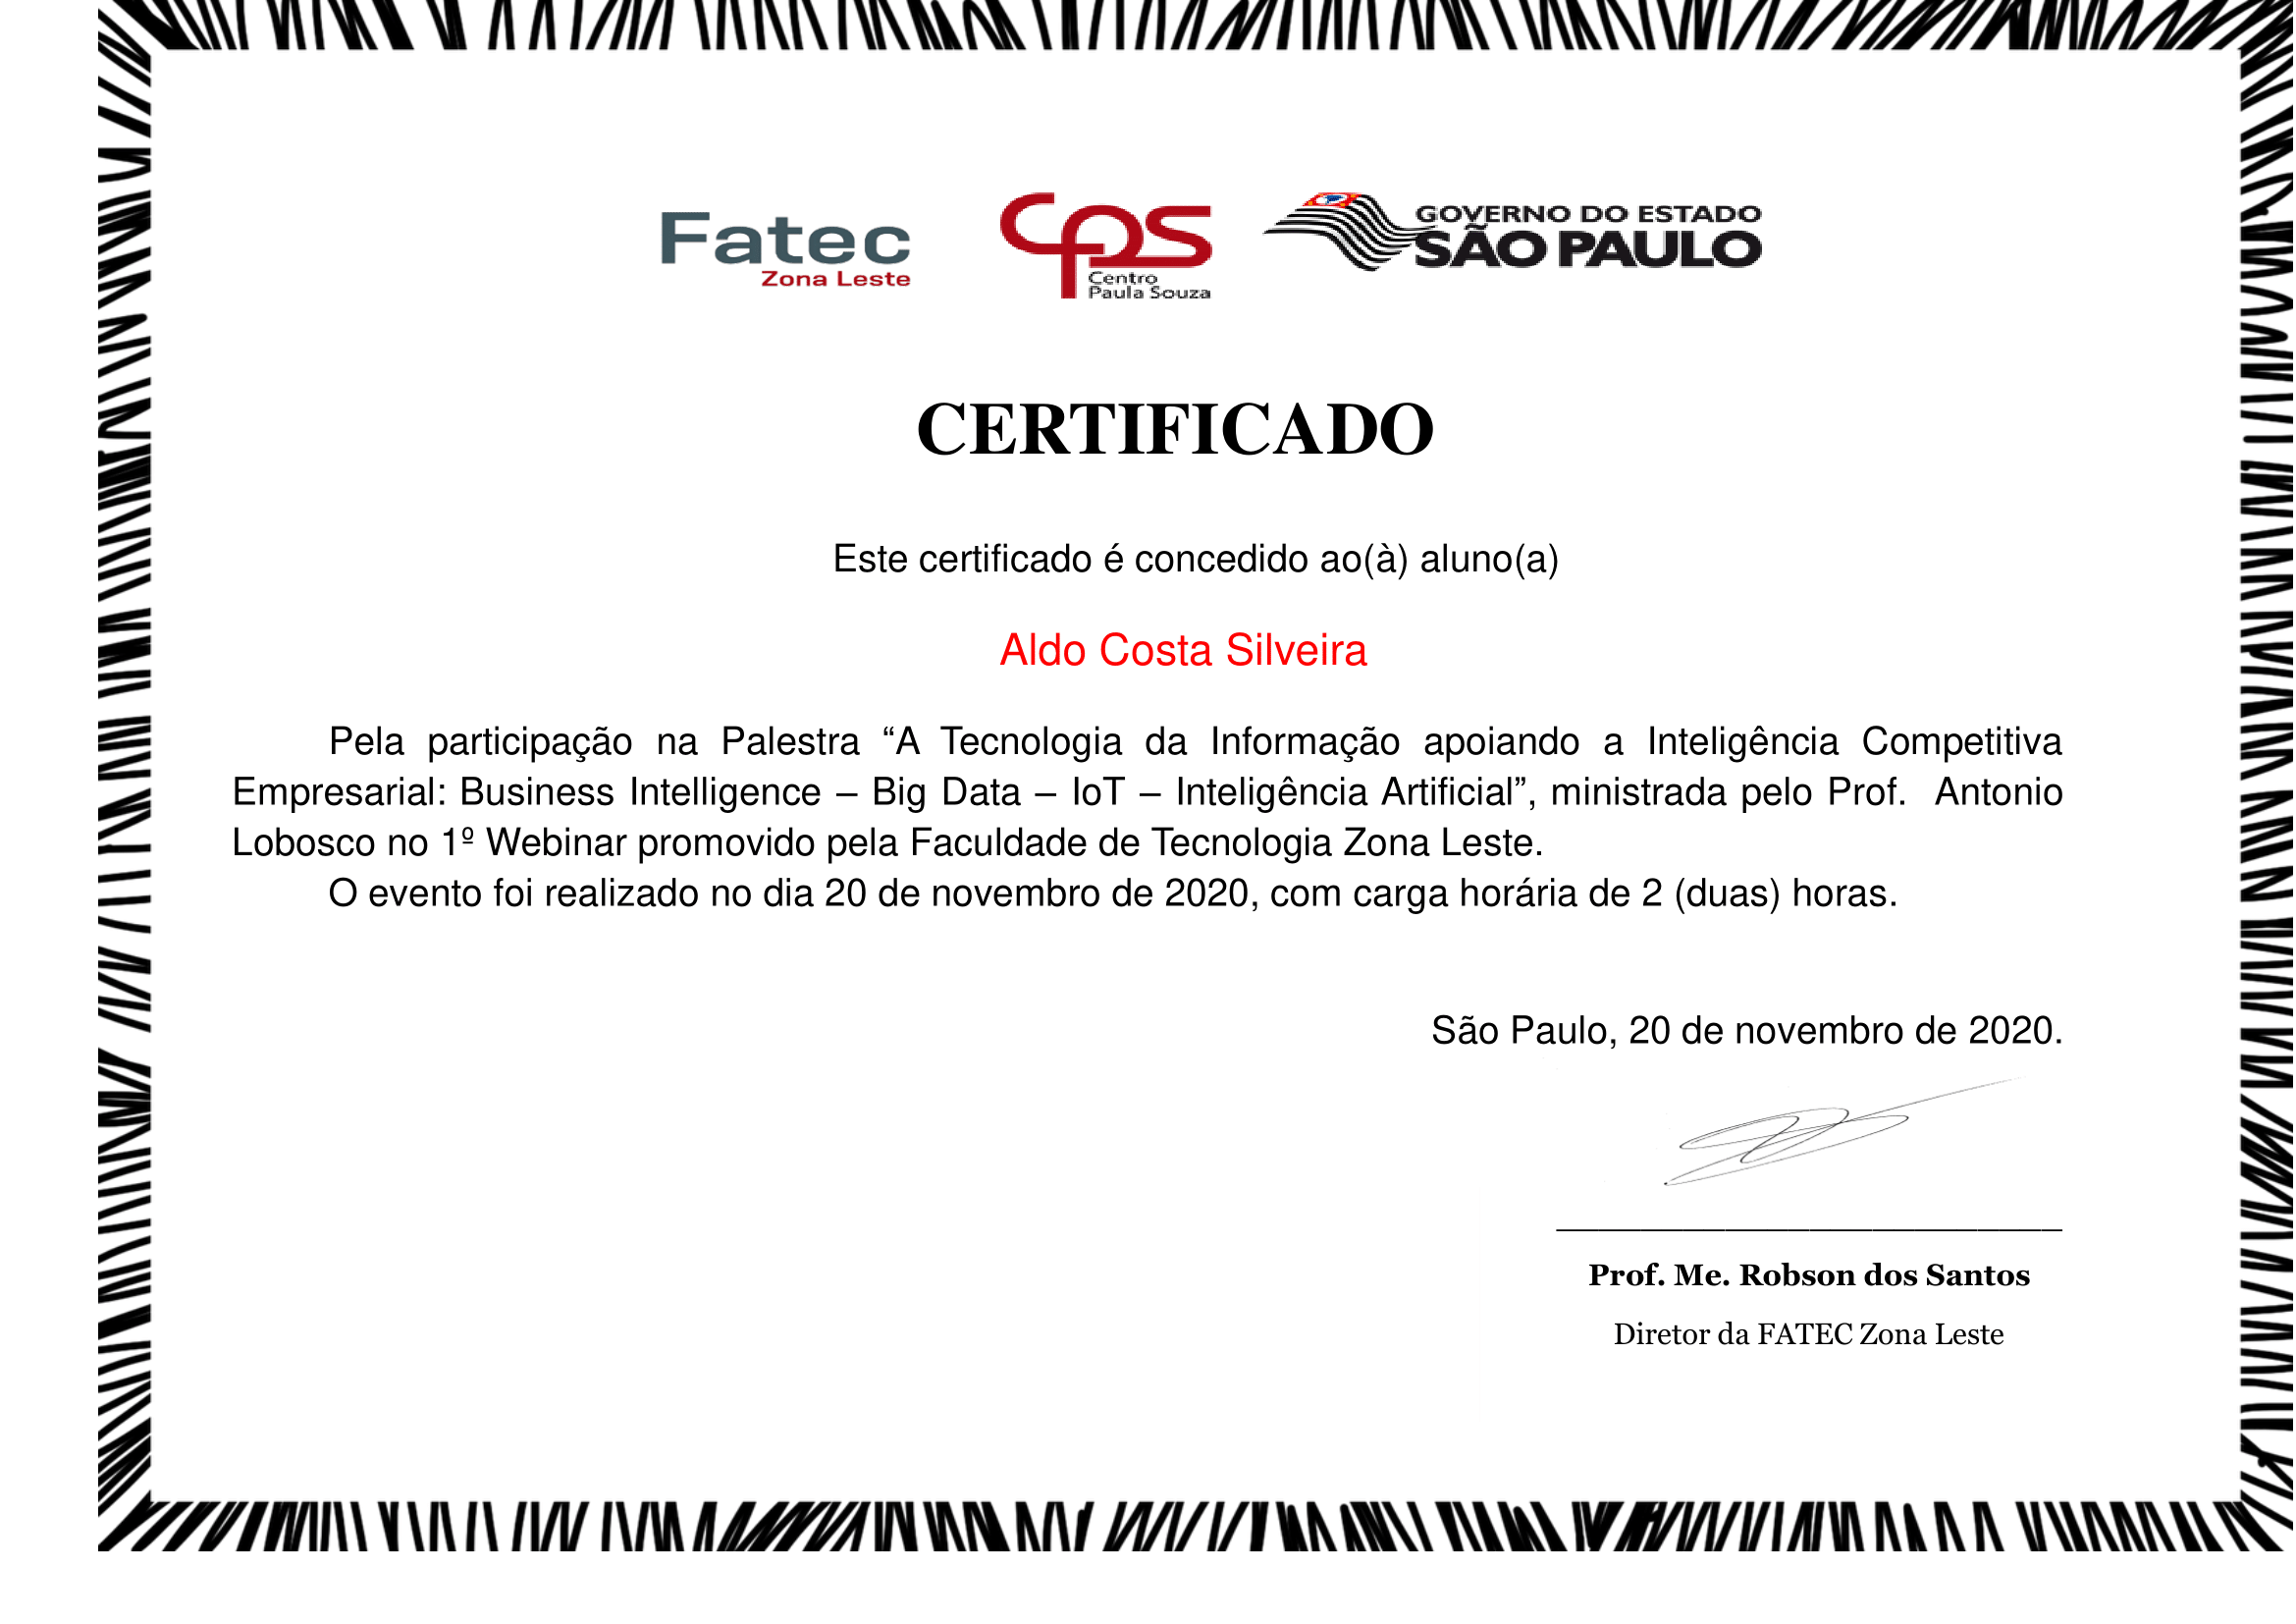 Fatec
Zona Leste
cps
Centro
Paula Souza
GOVERNO DO ESTADO
SÃO PAULO
CERTIFICADO
Este certificado é concedido ao(à) aluno(a)
Aldo Costa Silveira
Pela participação na Palestra “A Tecnologia da Informação apoiando a Inteligência Competitiva
Empresarial: Business Intelligence – Big Data – IoT – Inteligência Artificial”, ministrada pelo Prof. Antonio
Lobosco no 1º Webinar promovido pela Faculdade de Tecnologia Zona Leste.
O evento foi realizado no dia 20 de novembro de 2020, com carga horária de 2 (duas) horas.
São Paulo, 20 de novembro de 2020.
Prof. Me. Robson dos Santos
Diretor da FATEC Zona Leste